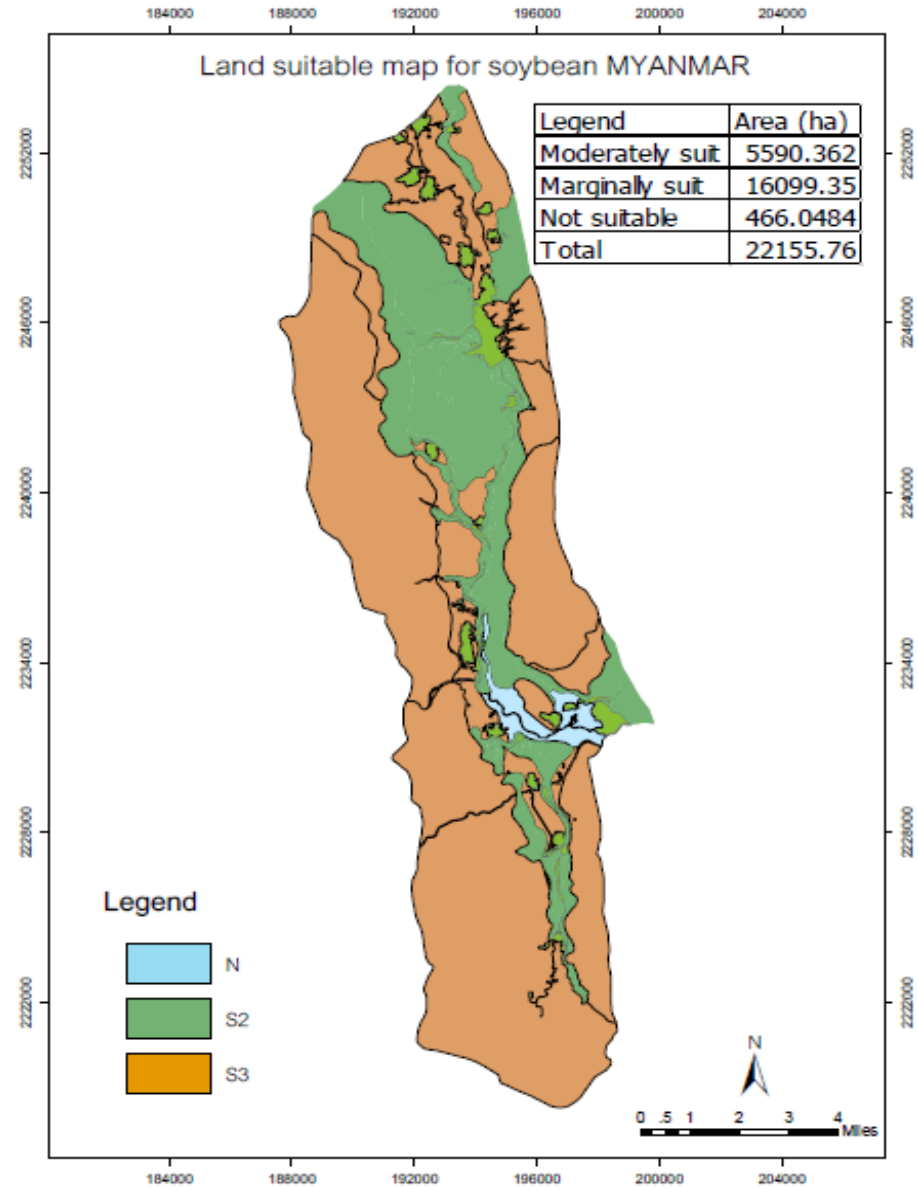 184000 188000 192000 196000 200000 204000
Land suitable map for soybean MYANMAR
Legend Area (ha)
Moderately suit 5590.362
Marginally suit 16099.35
Not suitable 466.0484
Total 22155.76
2252000 2252000
2246000 2246000
2240000 2240000
2234000 2234000
2228000 2228000
2222000 2222000
Legend
N
S2
S3
N
0 .5 1 2 3 4
Miles
184000 188000 192000 196000 200000 204000